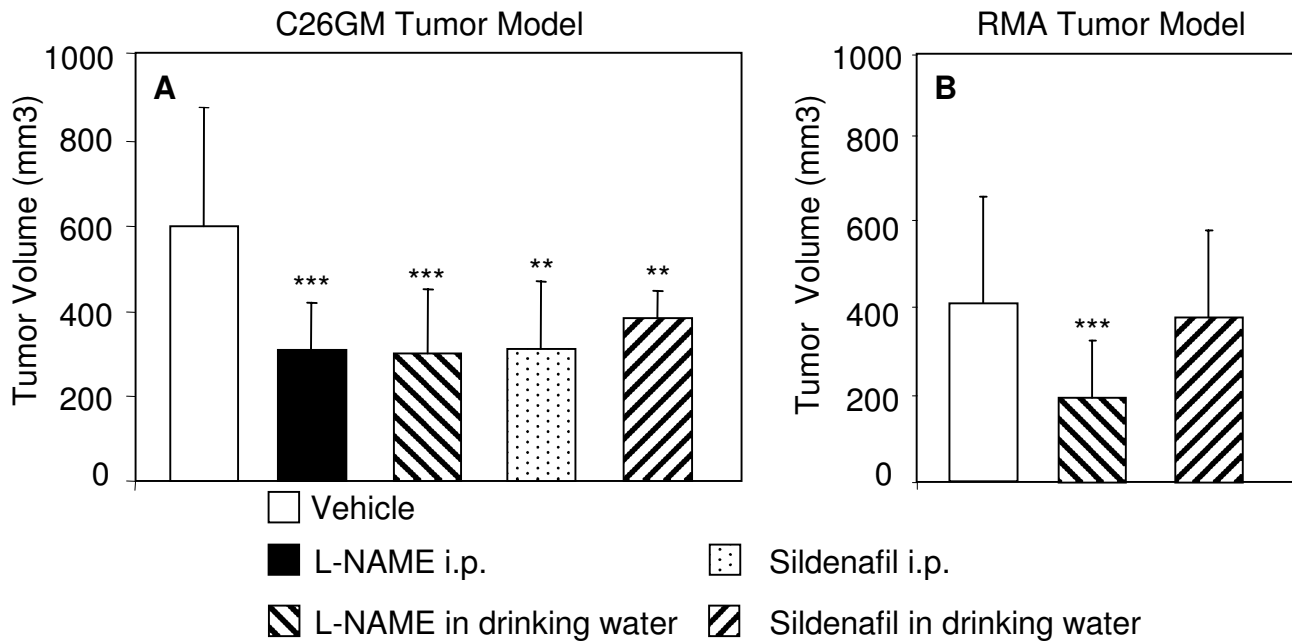 C26GM Tumor Model
RMA Tumor Model
A
B
Tumor Volume (mm3)
1000
800
600
400
200
0
***
***
**
**
Tumor Volume (mm3)
1000
800
600
400
200
0
***
Vehicle
L-NAME i.p.
Sildenafil i.p.
L-NAME in drinking water
Sildenafil in drinking water